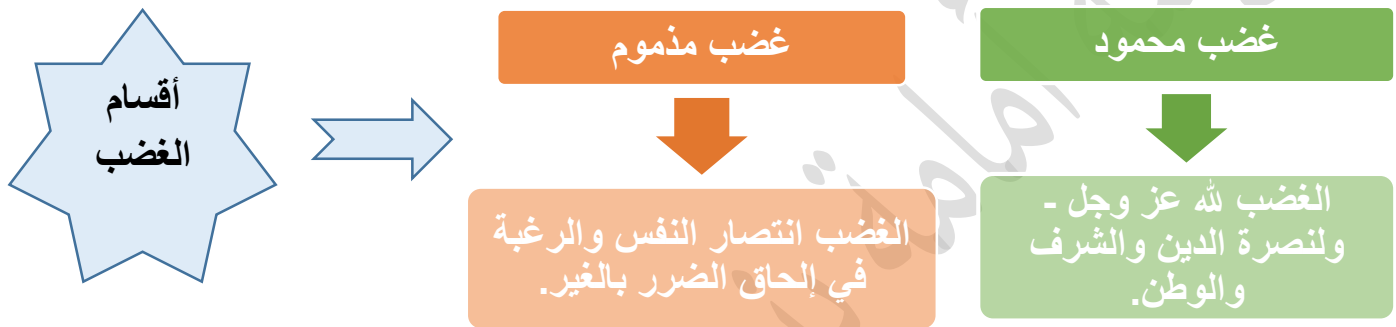 أقسام
الغضب
غضب محمود
الغضب لله عز وجل -
ولنصرة الدين والشرف
والوطن.
غضب مذموم
الغضب انتصار النفس والرغبة
في إلحاق الضرر بالغير.